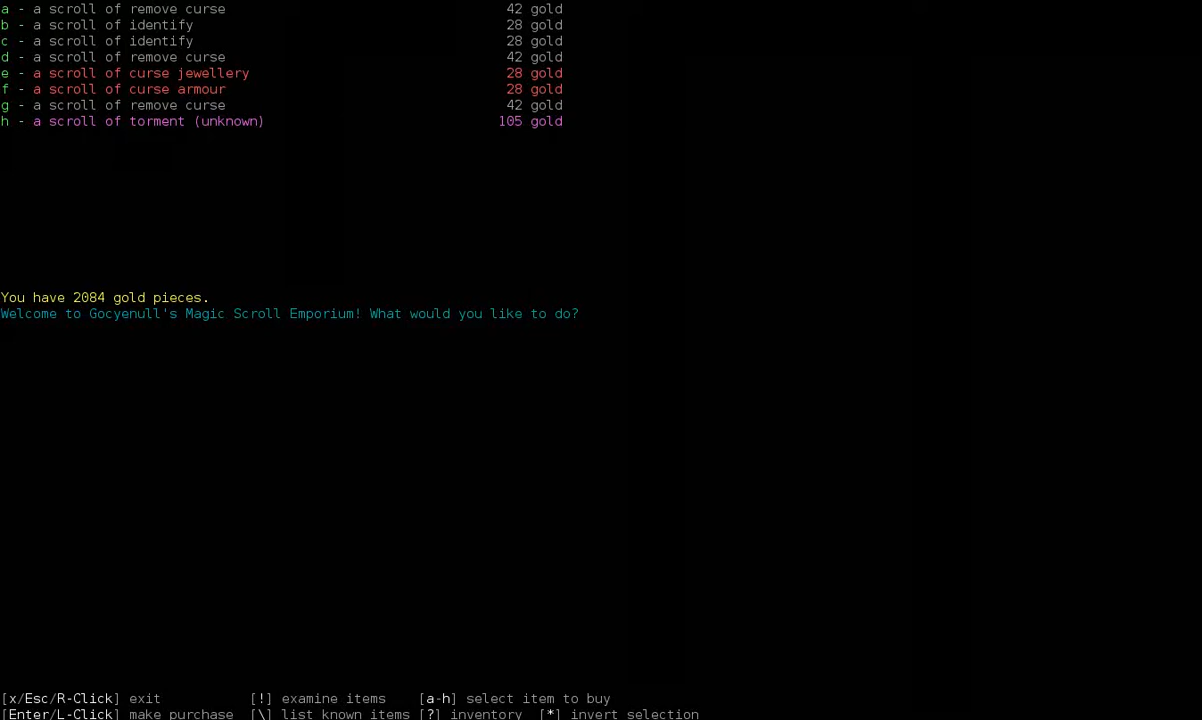 a - a scroll of remove curse 42 gold
b - a scroll of identify 28 gold
c - a scroll of identify 28 gold
d - a scroll of remove curse 42 gold
e - a scroll of curse jewellery 28 gold
f - a scroll of curse armour 28 gold
g - a scroll of remove curse 42 gold
h - a scroll of torment (unknown) 105 gold
You have 2084 gold pieces.
Welcome to Gocyenull's Magic Scroll Emporium! What would you like to do?
[x/Esc/R-Click] exit [!] examine items [a-h] select item to buy
[Enter/L-Click] make purchase [\] list known items [?] inventory [*] invert selection